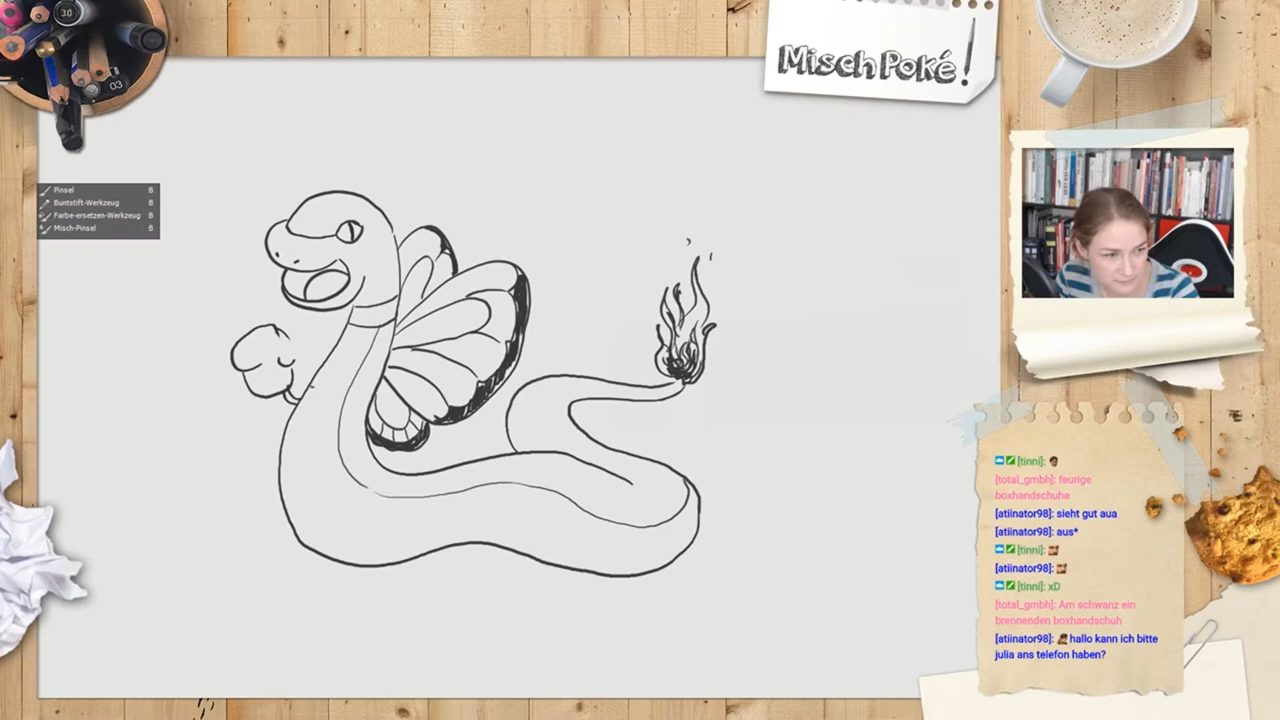 30
03
Misch Poké!
Pinsel B
Buntstift-Werkzeug B
Farbe-ersetzen-Werkzeug B
Misch-Pinsel B
[tinni]:
[total_gmbh]: feurige
boxhandschuhe
[atiinator98]: sieht gut aua
[atiinator98]: aus*
[tinni]:
[atiinator98]:
[tinni]: xD
[total_gmbh]: Am schwanz ein
brennenden boxhandschuh
[atiinator98]: hallo kann ich bitte
julia ans telefon haben?